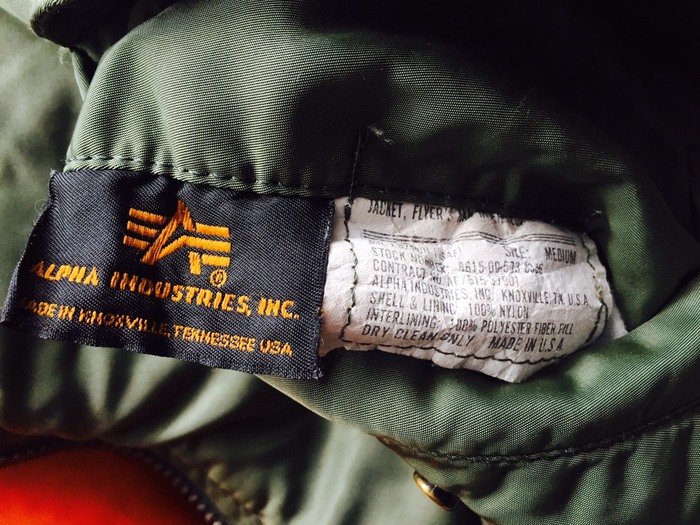 ALPHA INDUSTRIES, INC.
MADE IN KNOXVILLE, TENNESSEE USA
®
JACKET, FLYER'S
SIZE: MEDIUM
STOCK NO.
CONTRACT
ALPHA INDUSTRIES, INC. KNOXVILLE, TN U.S.A.
SHELL & LINING: 100% NYLON
INTERLINING: 100% POLYESTER FIBER FILL
DRY CLEAN ONLY MADE IN U.S.A.